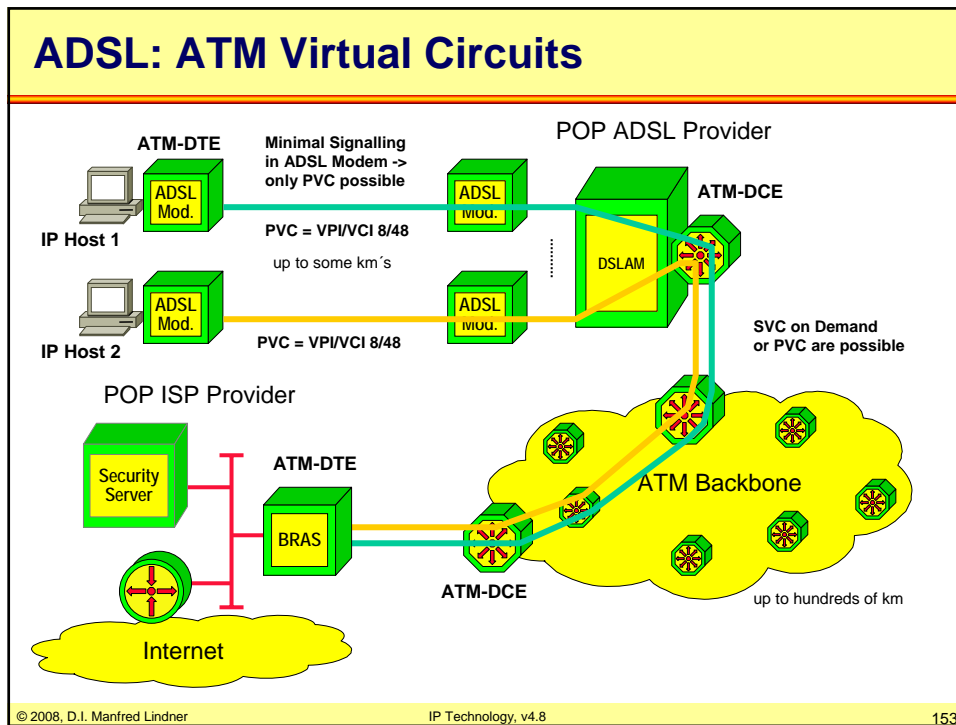 ADSL: ATM Virtual Circuits
POP ADSL Provider
ATM-DTE
Minimal Signalling
in ADSL Modem ->
only PVC possible
ATM-DCE
ADSL
Mod.
ADSL
Mod.
IP Host 1
PVC = VPI/VCI 8/48
up to some km´s
DSLAM
ADSL
Mod.
ADSL
Mod.
IP Host 2
PVC = VPI/VCI 8/48
SVC on Demand
or PVC are possible
POP ISP Provider
ATM-DTE
Security
Server
BRAS
ATM Backbone
ATM-DCE
up to hundreds of km
Internet
© 2008, D.I. Manfred Lindner
IP Technology, v4.8
153